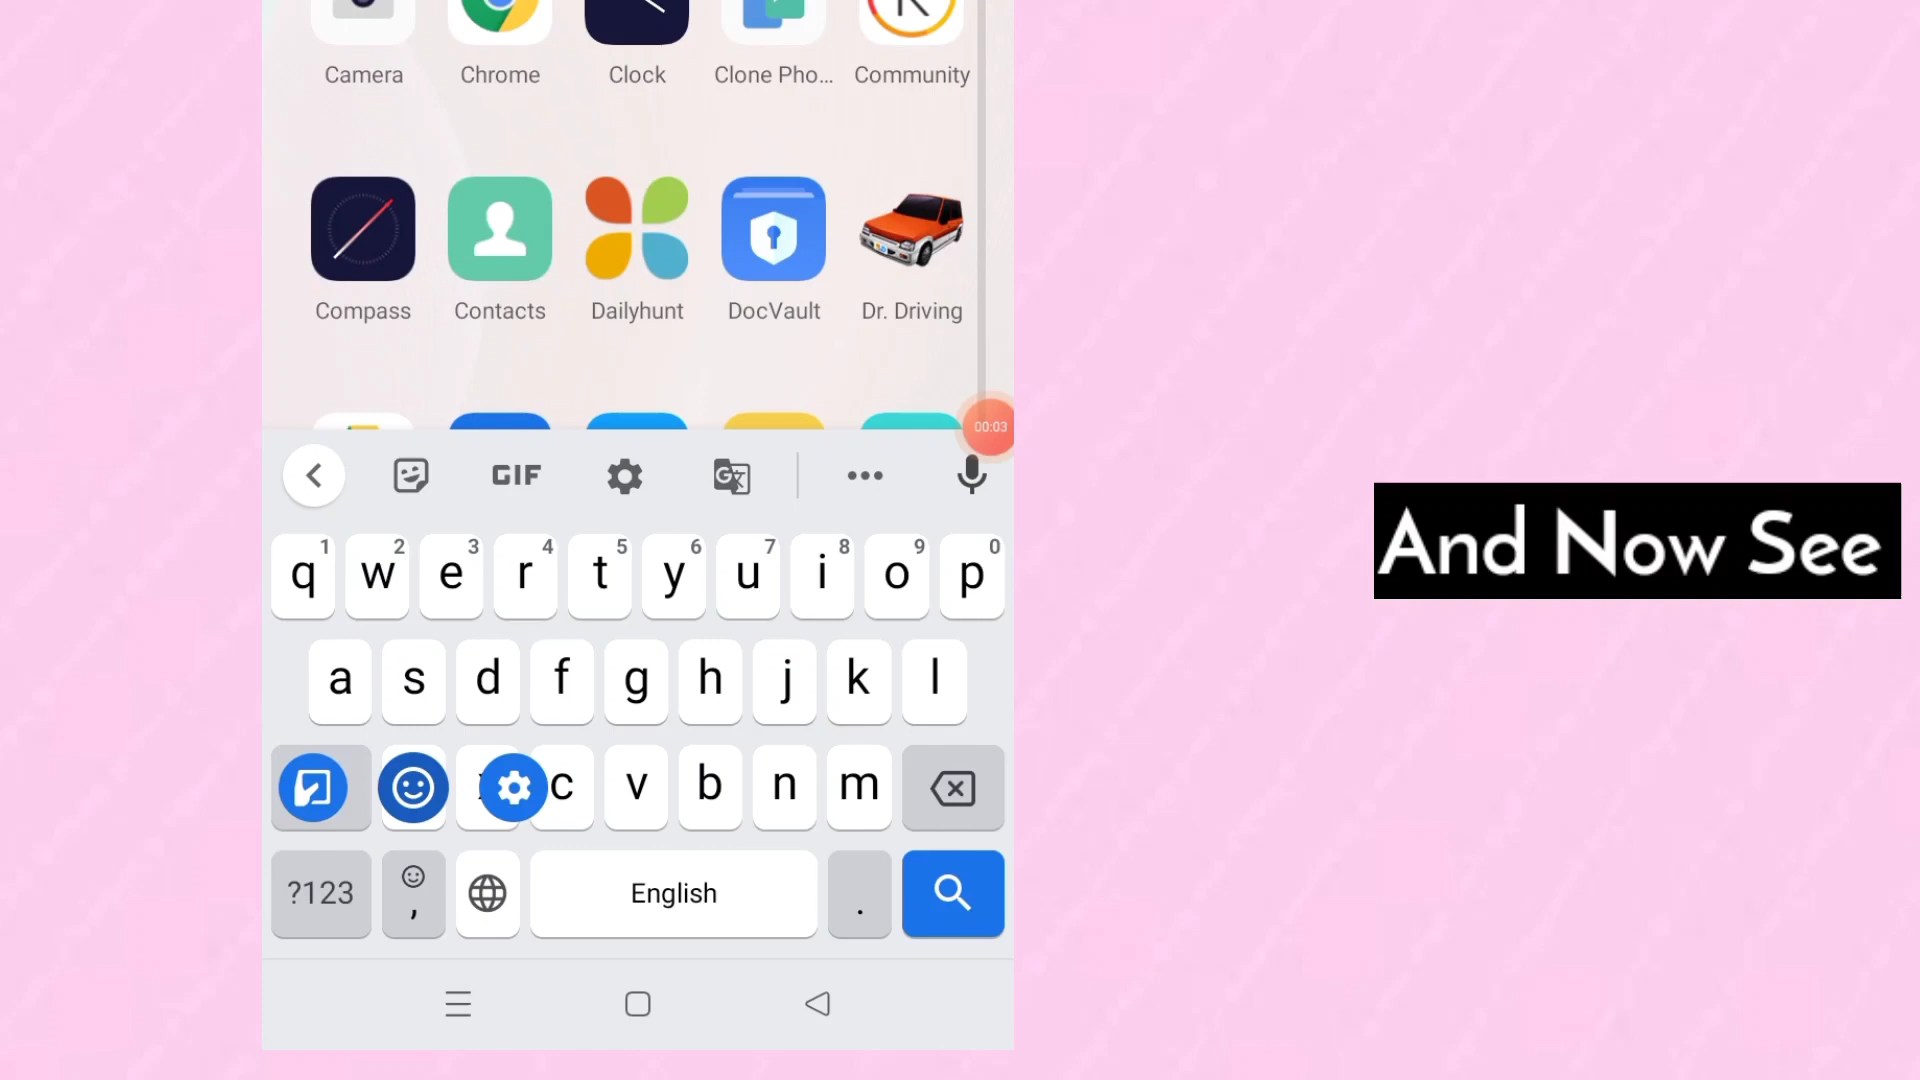 Camera Chrome Clock Clone Pho... Community
Compass Contacts Dailyhunt DocVault Dr. Driving
00:03
GIF
1 2 3 4 5 6 7 8 9 0
q w e r t y u i o p
And Now See
a s d f g h j k l
c v b n m
?123 , English .